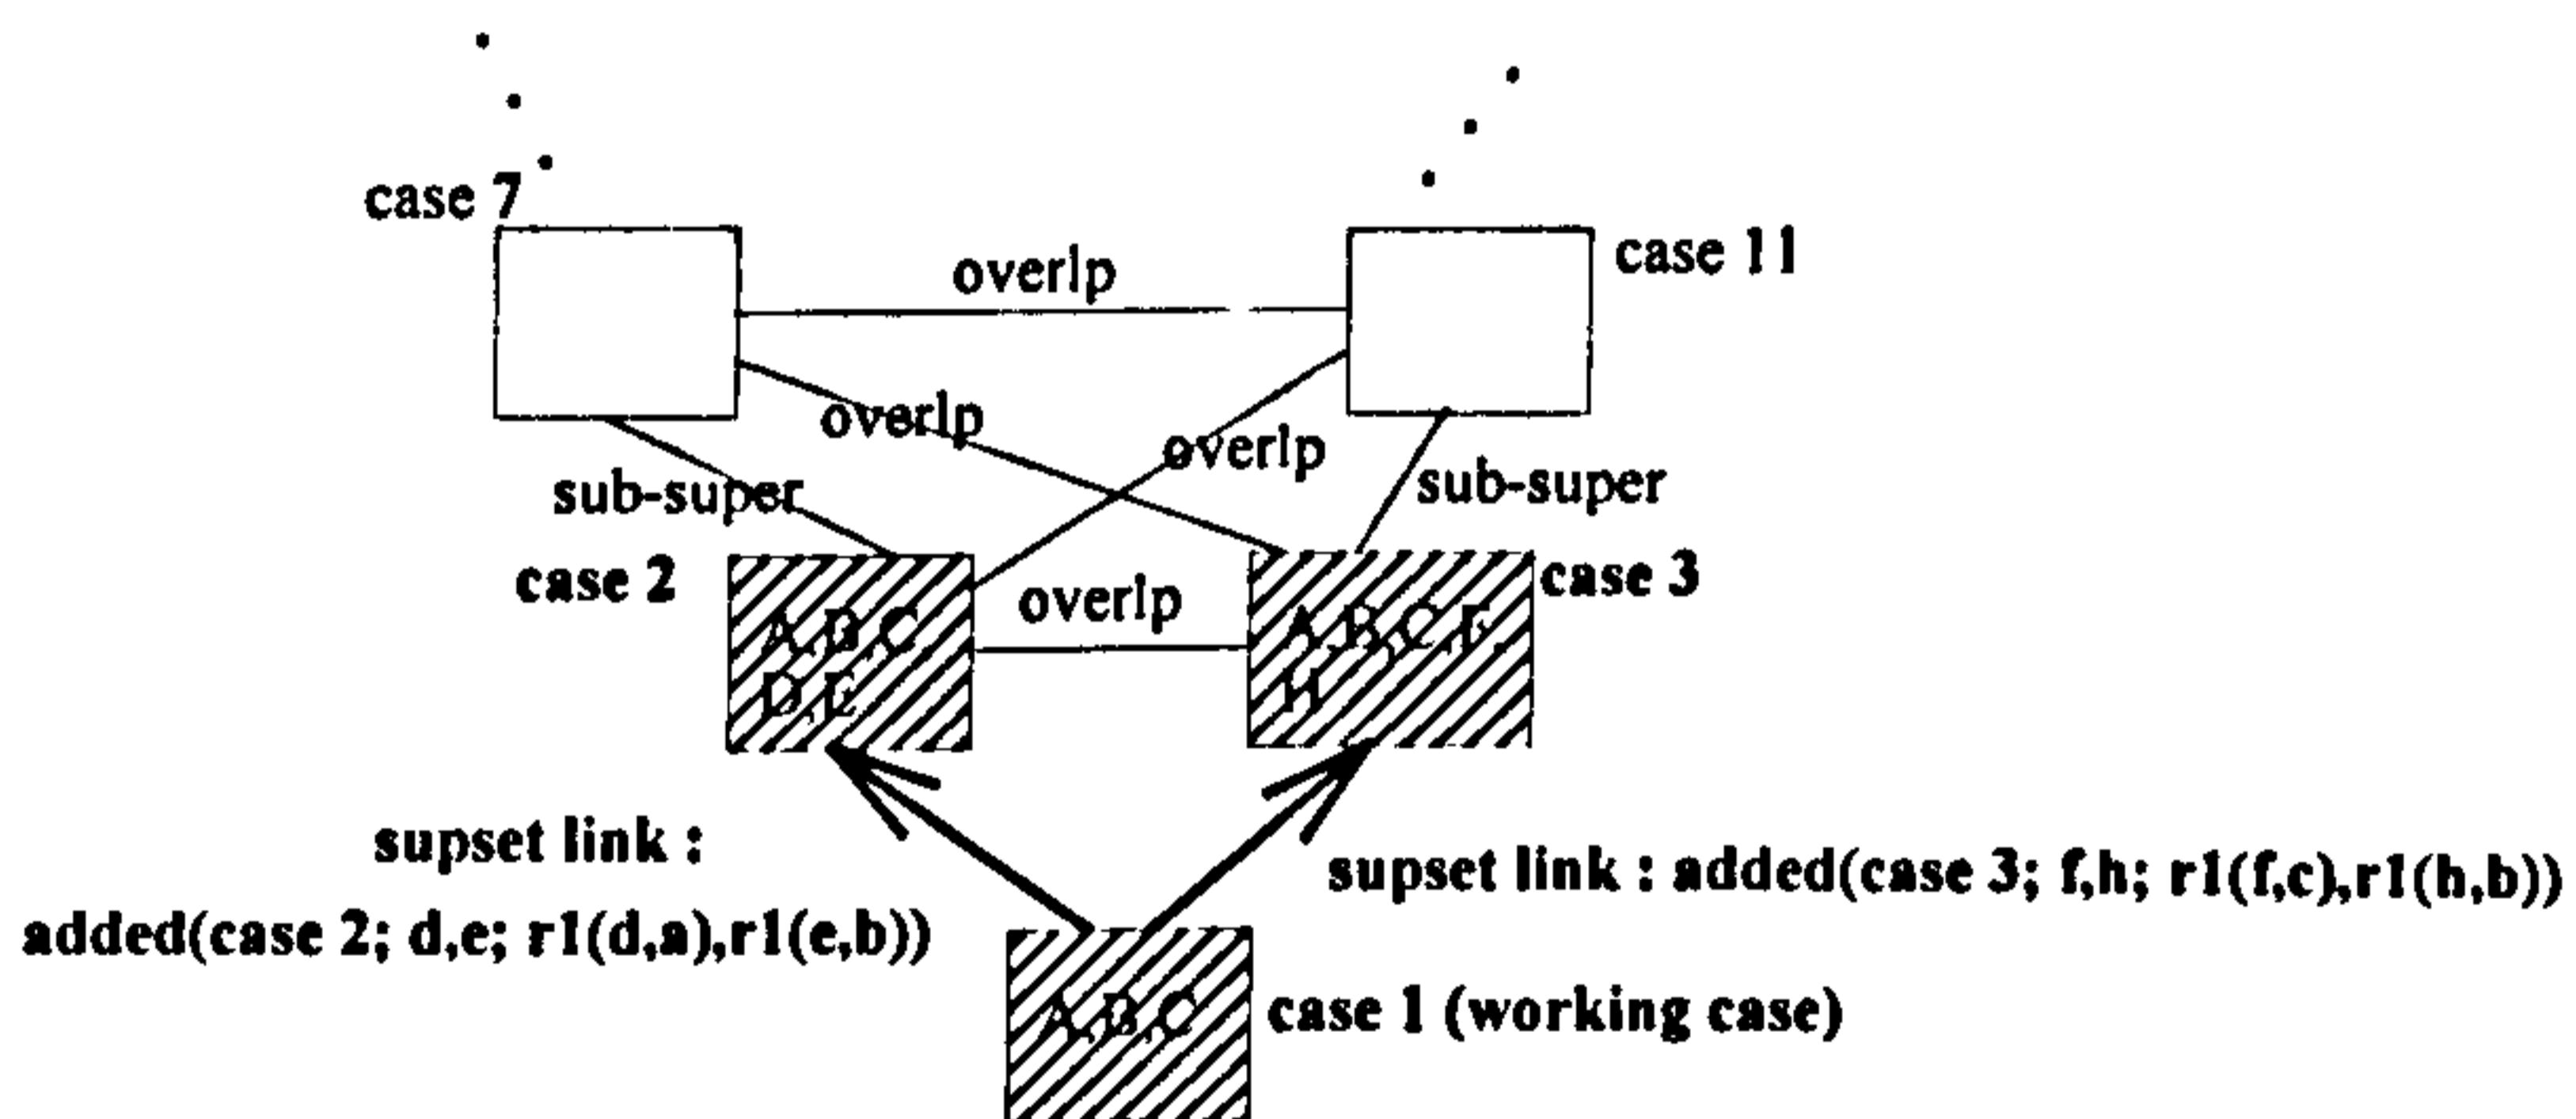 case 7
case 11
overlp
overlp
overlp
sub-super
sub-super
case 2
case 3
overlp
A,B,C
D,E
A,B,C,F
H
supset link :
added(case 2; d,e; r1(d,a),r1(e,b))
supset link : added(case 3; f,h; r1(f,c),r1(h,b))
A,B,C
case 1 (working case)